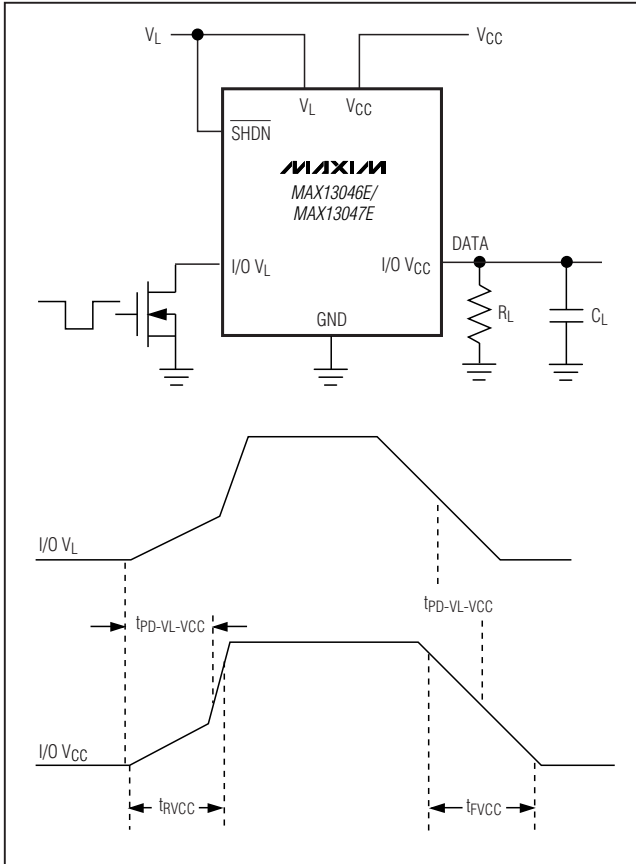 VL
VCC
VL VCC
SHDN
MAXIM
MAX13046E/
MAX13047E
DATA
I/O VL
I/O VCC
RL
CL
GND
I/O VL
tPD-VL-VCC
tPD-VL-VCC
I/O VCC
tRVCC
tFVCC